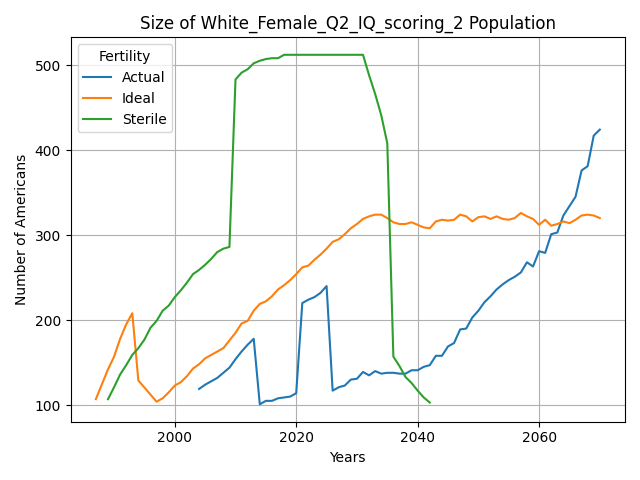 Size of White_Female_Q2_IQ_scoring_2 Population
Fertility
Actual
Ideal
Sterile
Number of Americans
500
400
300
200
100
2000
2020
2040
2060
Years